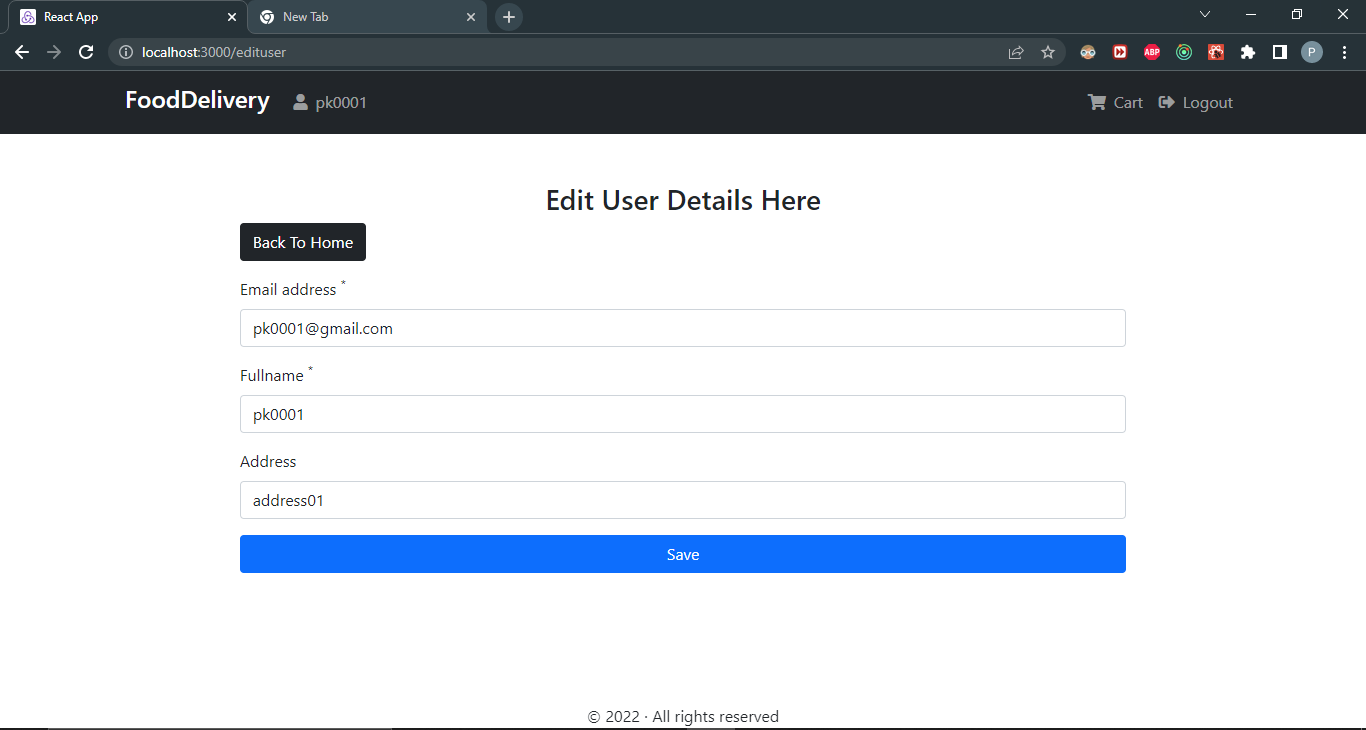 React App
New Tab
localhost:3000/edituser
ABP
P
FoodDelivery pk0001 Cart Logout
Edit User Details Here
Back To Home
Email address *
pk0001@gmail.com
Fullname *
pk0001
Address
address01
Save
© 2022 · All rights reserved